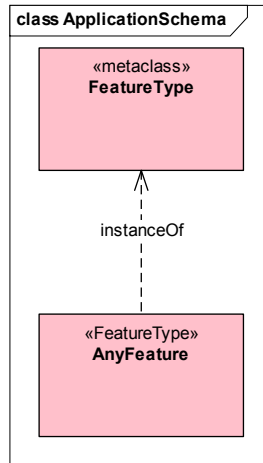 class ApplicationSchema
«metaclass»
FeatureType
instanceOf
«FeatureType»
AnyFeature